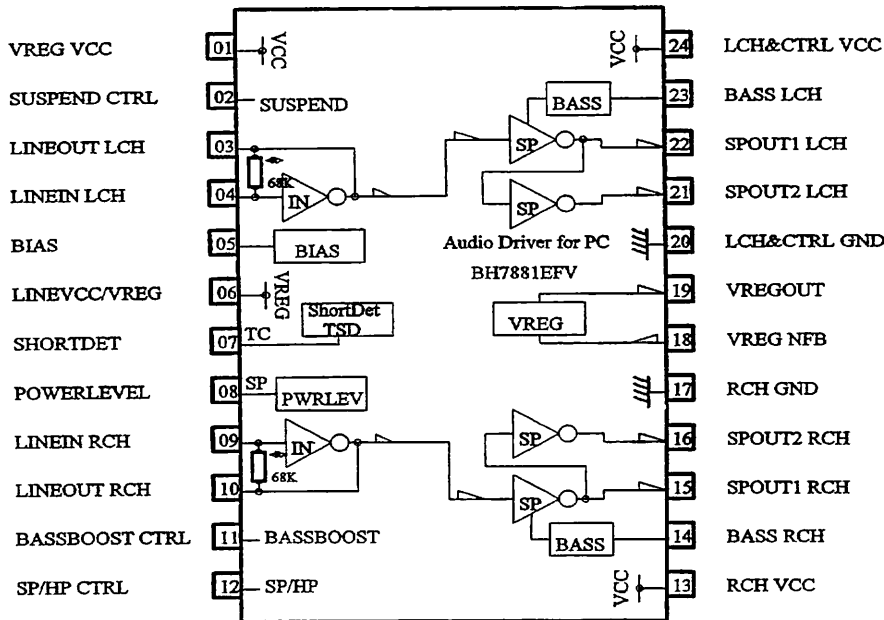 VREG VCC 01 VCC VCC 24 LCH&CTRL VCC
SUSPEND CTRL 02 SUSPEND BASS 23 BASS LCH
LINEOUT LCH 03 SP 22 SPOUT1 LCH
68K
LINEIN LCH 04 IN SP 21 SPOUT2 LCH
BIAS 05 BIAS Audio Driver for PC 20 LCH&CTRL GND
BH7881EFV
LINEVCC/VREG 06 VREG 19 VREGOUT
ShortDet
TSD VREG
SHORTDET 07 TC 18 VREG NFB
POWERLEVEL 08 SP PWRLEV 17 RCH GND
LINEIN RCH 09 IN SP 16 SPOUT2 RCH
68K
LINEOUT RCH 10 SP 15 SPOUT1 RCH
BASSBOOST CTRL 11 BASSBOOST BASS 14 BASS RCH
SP/HP CTRL 12 SP/HP VCC 13 RCH VCC